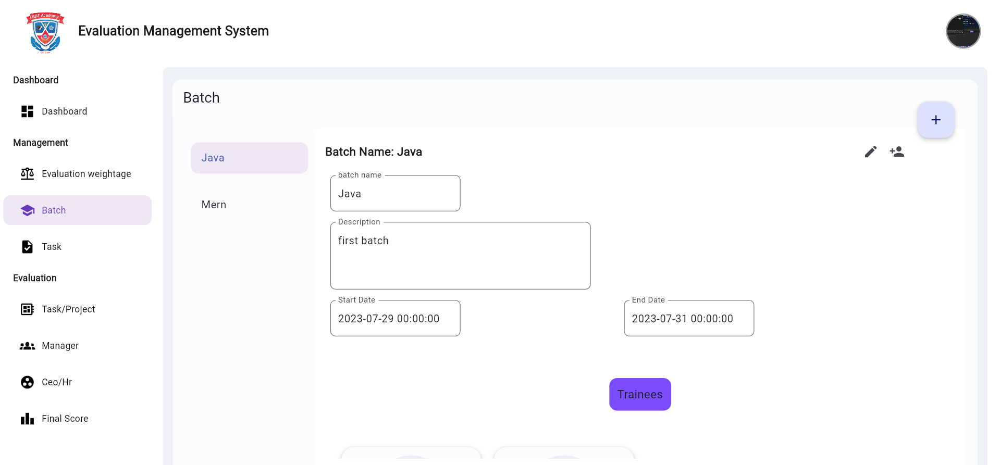 BJIT Academy
EST 2014
Evaluation Management System
Dashboard
Dashboard
Management
Evaluation weightage
Batch
Task
Evaluation
Task/Project
Manager
Ceo/Hr
Final Score
Batch
+
Java
Mern
Batch Name: Java
batch name
Java
Description
first batch
Start Date
2023-07-29 00:00:00
End Date
2023-07-31 00:00:00
Trainees